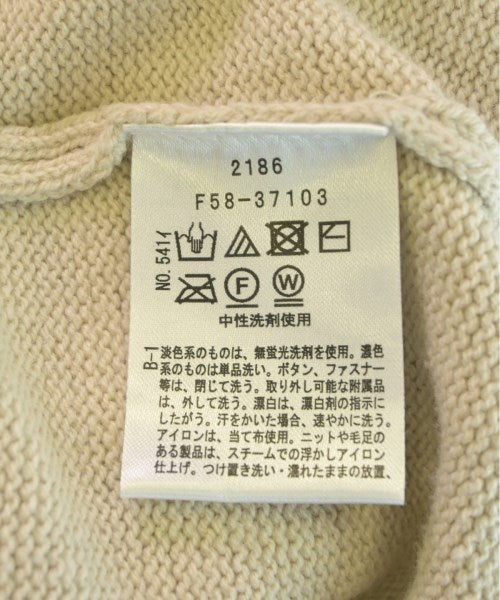 2186
F58-37103
NO. 541イ
F
W
中性洗剤使用
B-1
淡色系のものは、無蛍光洗剤を使用。濃色
系のものは単品洗い。ボタン、ファスナー
等は、閉じて洗う。取り外し可能な附属品
は、外して洗う。漂白は、漂白剤の指示に
したがう。汗をかいた場合、速やかに洗う。
アイロンは、当て布使用。ニットや毛足の
ある製品は、スチームでの浮かしアイロン
仕上げ。つけ置き洗い・濡れたままの放置、